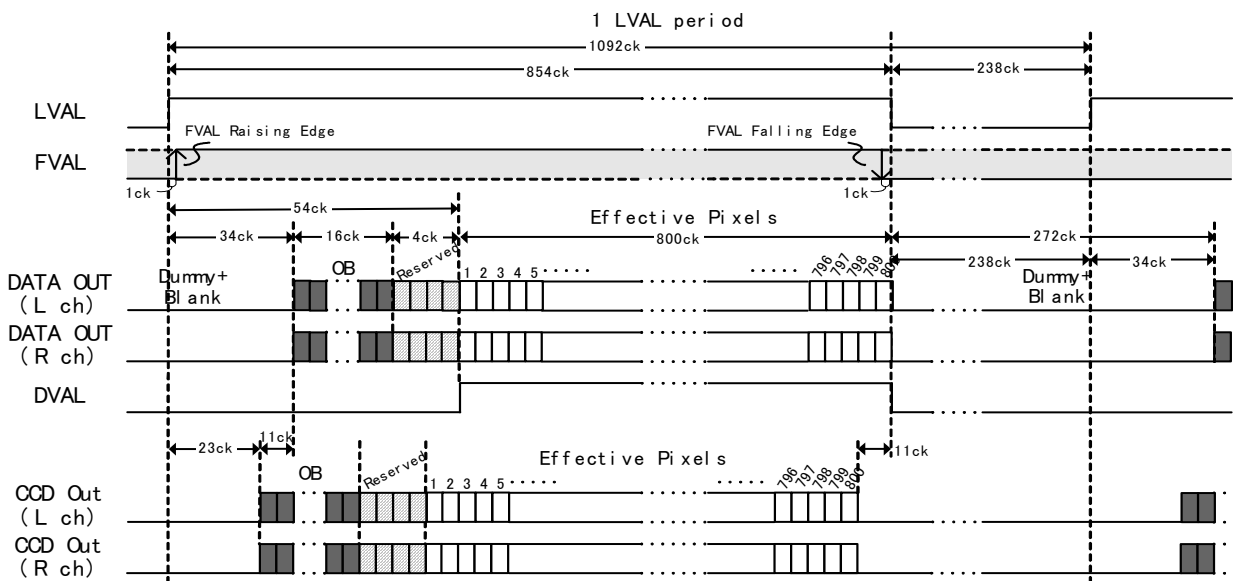 1 LVAL period
1092ck
854ck
238ck
LVAL
FVAL Raising Edge
FVAL Falling Edge
FVAL
1ck
1ck
54ck
Effective Pixels
34ck
16ck
4ck
800ck
272ck
238ck
34ck
Dummy+
Blank
OB
Reserved
1 2 3 4 5
796 797 798 799 800
Dummy+
Blank
DATA OUT
(L ch)
DATA OUT
(R ch)
DVAL
23ck
11ck
11ck
OB
Reserved
Effective Pixels
1 2 3 4 5
796 797 798 799 800
CCD Out
(L ch)
CCD Out
(R ch)